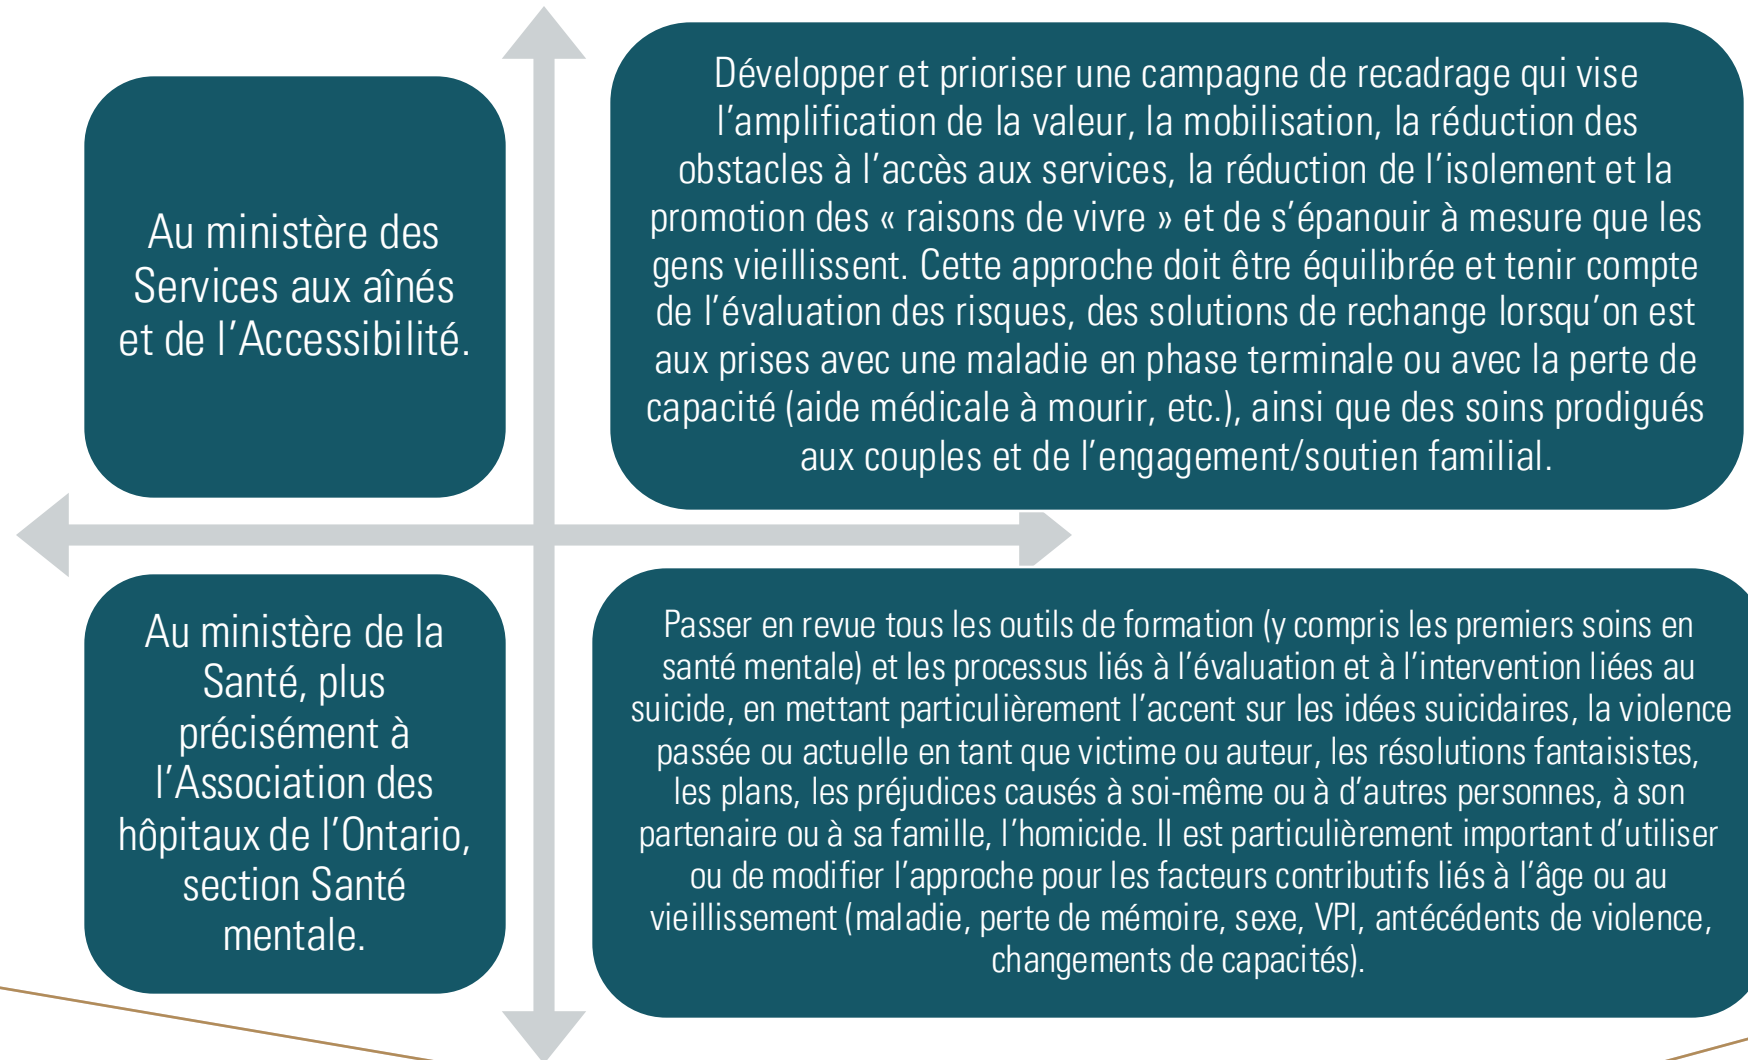 Au ministère des
Services aux aînés
et de l’Accessibilité.
Développer et prioriser une campagne de recadrage qui vise
l’amplification de la valeur, la mobilisation, la réduction des
obstacles à l’accès aux services, la réduction de l’isolement et la
promotion des « raisons de vivre » et de s’épanouir à mesure que les
gens vieillissent. Cette approche doit être équilibrée et tenir compte
de l’évaluation des risques, des solutions de rechange lorsqu’on est
aux prises avec une maladie en phase terminale ou avec la perte de
capacité (aide médicale à mourir, etc.), ainsi que des soins prodigués
aux couples et de l’engagement/soutien familial.
Au ministère de la
Santé, plus
précisément à
l’Association des
hôpitaux de l’Ontario,
section Santé
mentale.
Passer en revue tous les outils de formation (y compris les premiers soins en
santé mentale) et les processus liés à l’évaluation et à l’intervention liées au
suicide, en mettant particulièrement l’accent sur les idées suicidaires, la violence
passée ou actuelle en tant que victime ou auteur, les résolutions fantaisistes,
les plans, les préjudices causés à soi-même ou à d’autres personnes, à son
partenaire ou à sa famille, l’homicide. Il est particulièrement important d’utiliser
ou de modifier l’approche pour les facteurs contributifs liés à l’âge ou au
vieillissement (maladie, perte de mémoire, sexe, VPI, antécédents de violence,
changements de capacités).